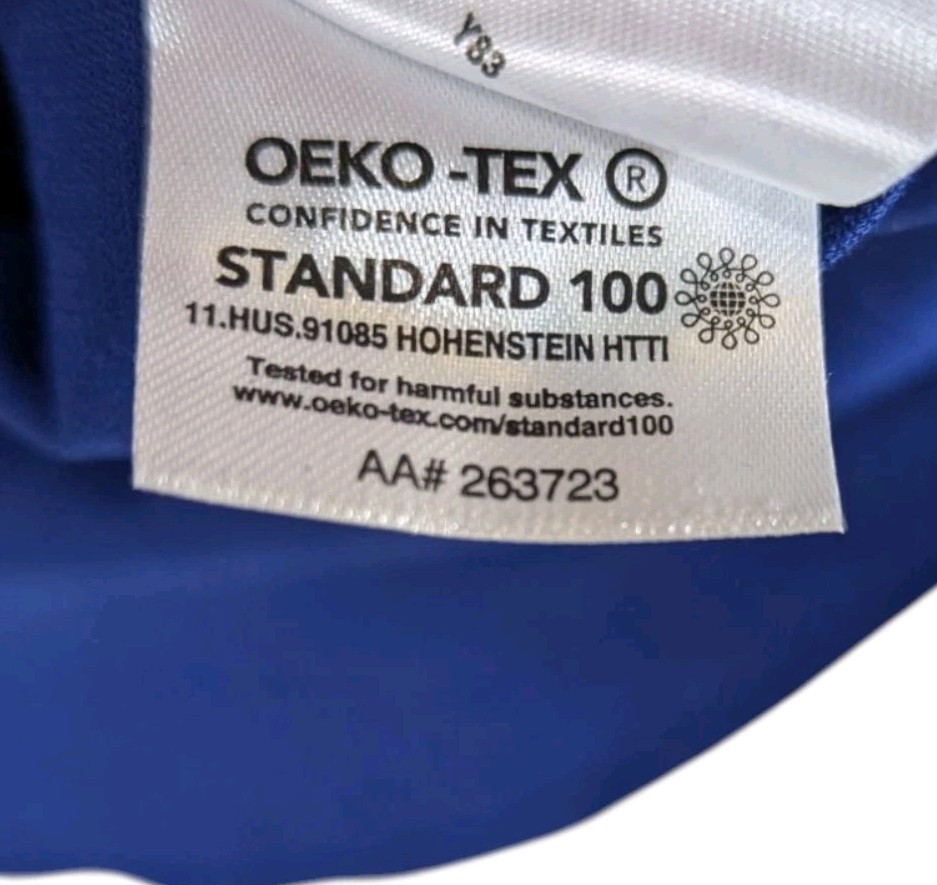 Y83
OEKO -TEX ®
CONFIDENCE IN TEXTILES
STANDARD 100
11.HUS.91085 HOHENSTEIN HTTI
Tested for harmful substances.
www.oeko-tex.com/standard100
AA# 263723